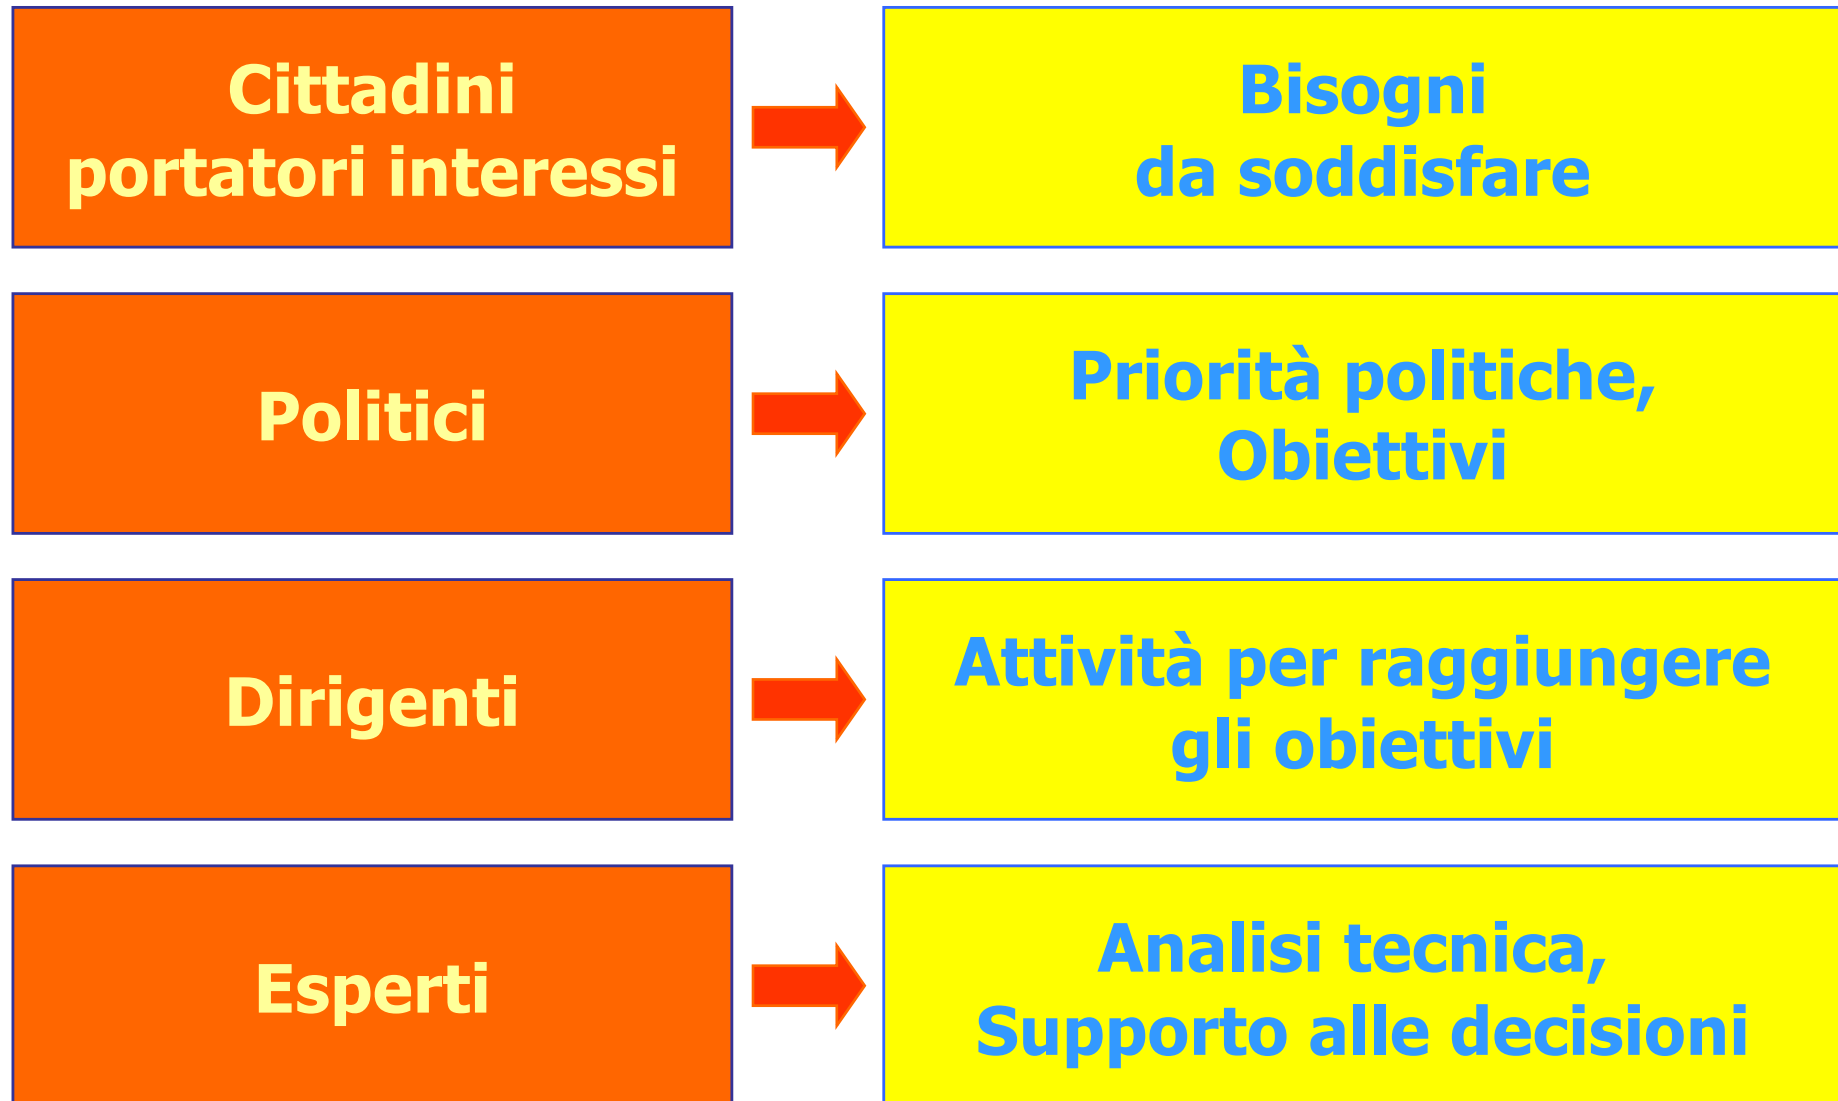 Cittadini
portatori interessi
Bisogni
da soddisfare
Politici
Priorità politiche,
Obiettivi
Dirigenti
Attività per raggiungere
gli obiettivi
Esperti
Analisi tecnica,
Supporto alle decisioni